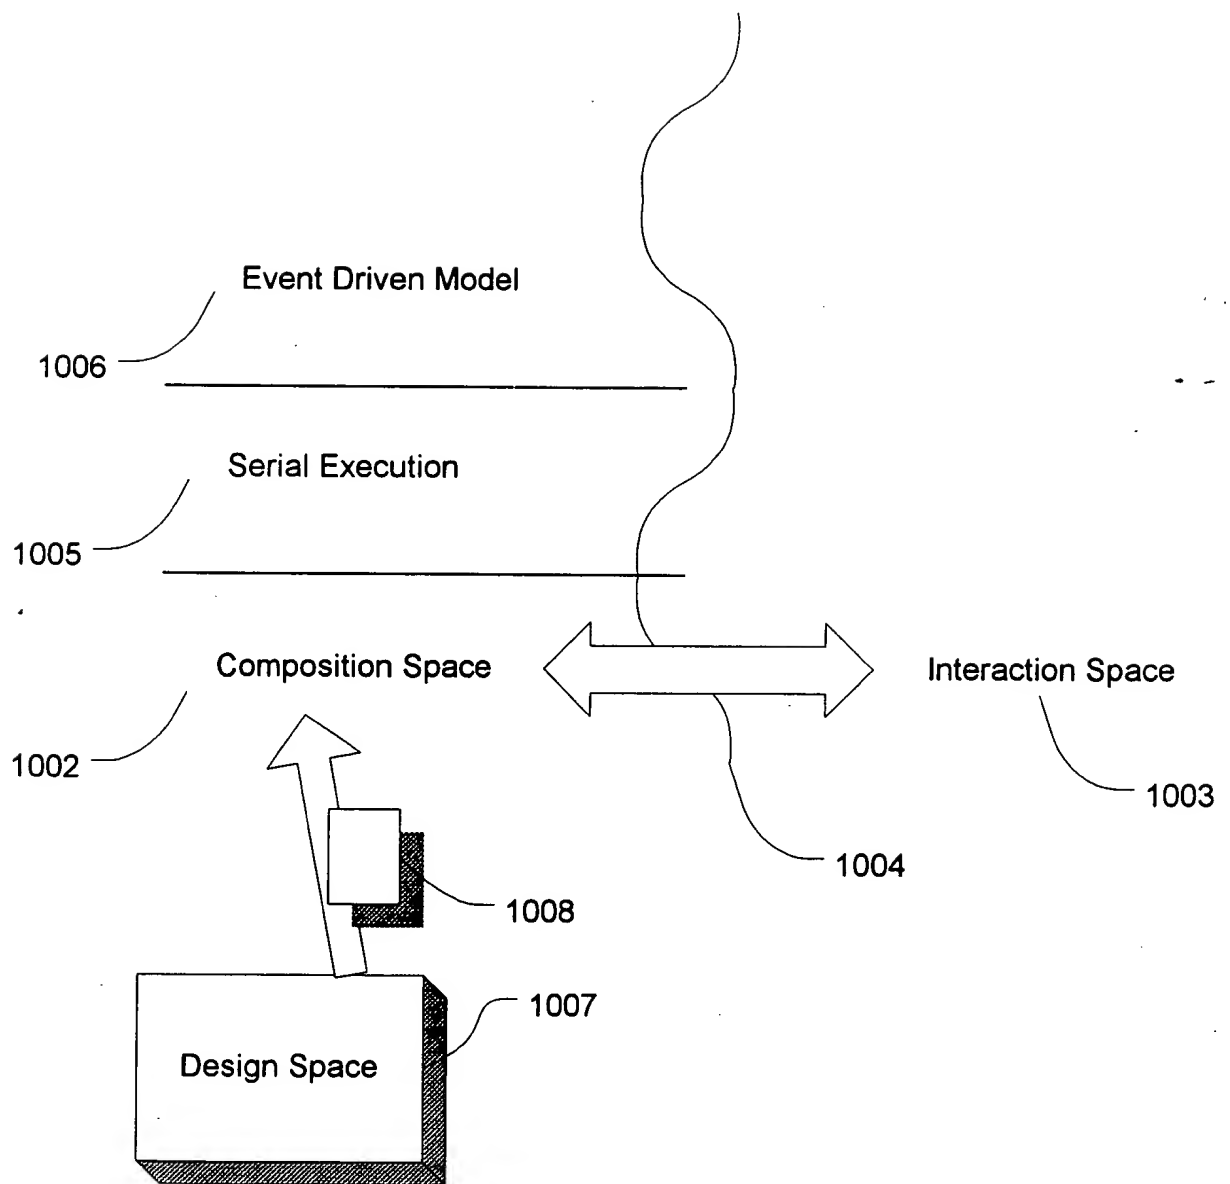 Event Driven Model
1006
Serial Execution
1005
Composition Space
Interaction Space
1002
1003
1004
1008
1007
Design Space